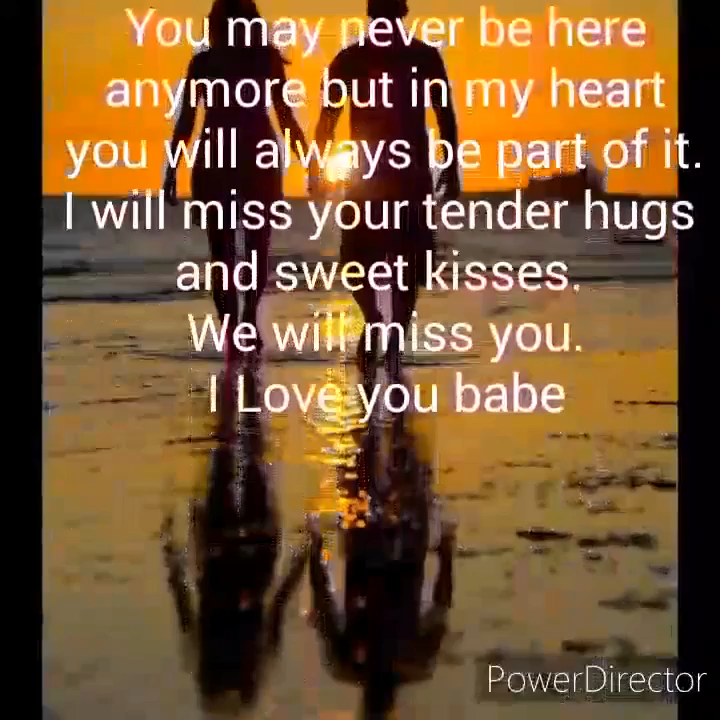 You may never be here
anymore but in my heart
you will always be part of it.
I will miss your tender hugs
and sweet kisses.
We will miss you.
I Love you babe
PowerDirector